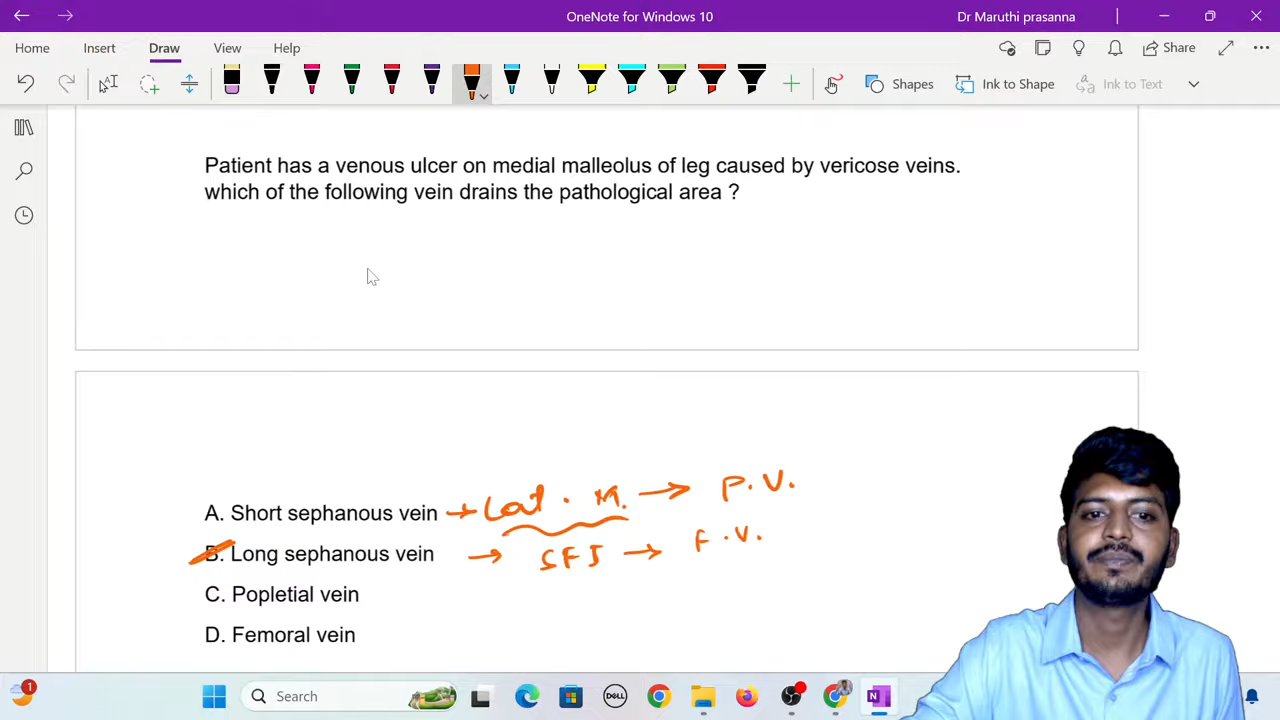 OneNote for Windows 10
Dr Maruthi prasanna
Home Insert Draw View Help
Share
Shapes Ink to Shape Ink to Text
Patient has a venous ulcer on medial malleolus of leg caused by vericose veins.
which of the following vein drains the pathological area ?
A. Short sephanous vein → Lat. M. → P.V.
B. Long sephanous vein → SFJ → F.V.
C. Popletial vein
D. Femoral vein
1
Search
DELL